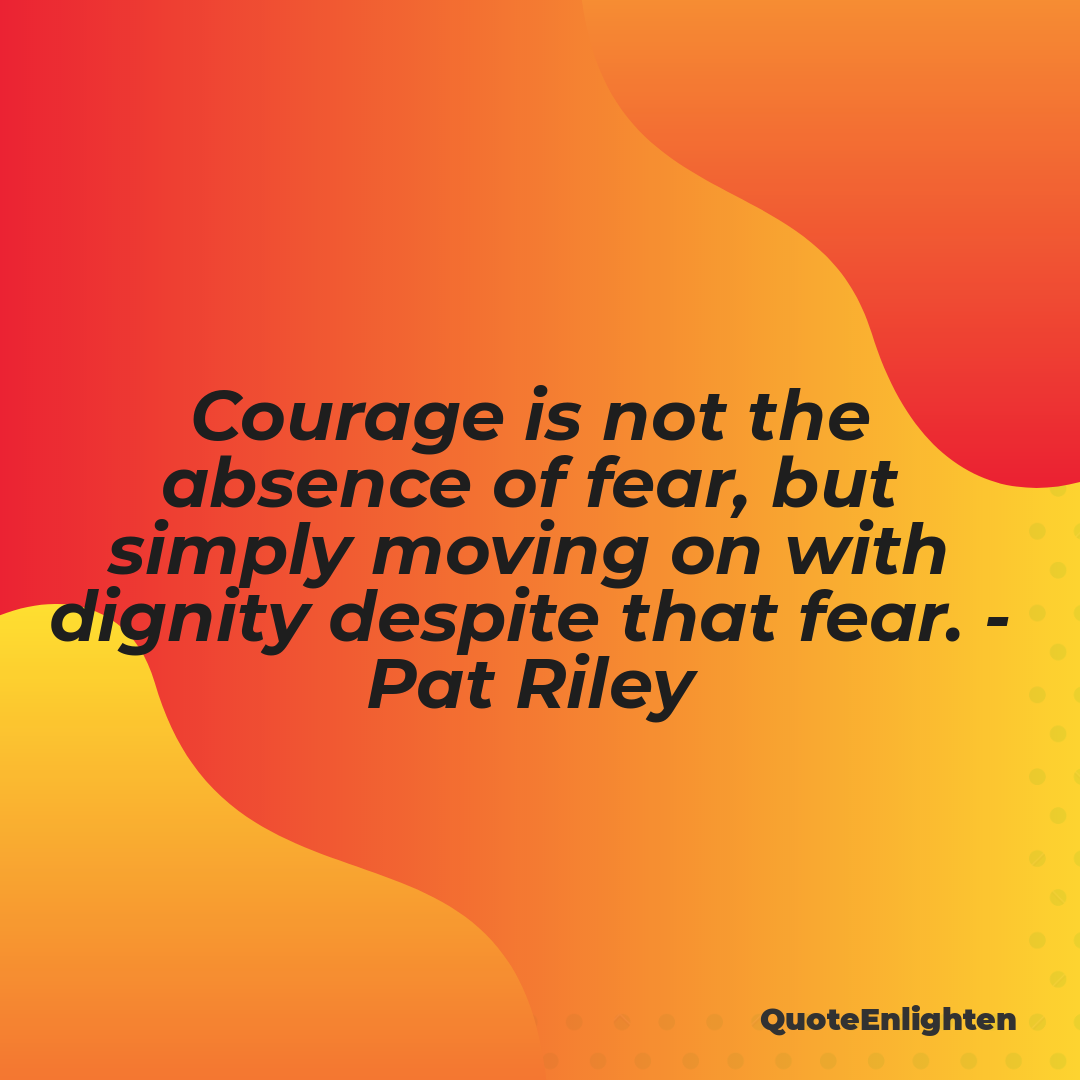 Courage is not the
absence of fear, but
simply moving on with
dignity despite that fear. -
Pat Riley
QuoteEnlighten